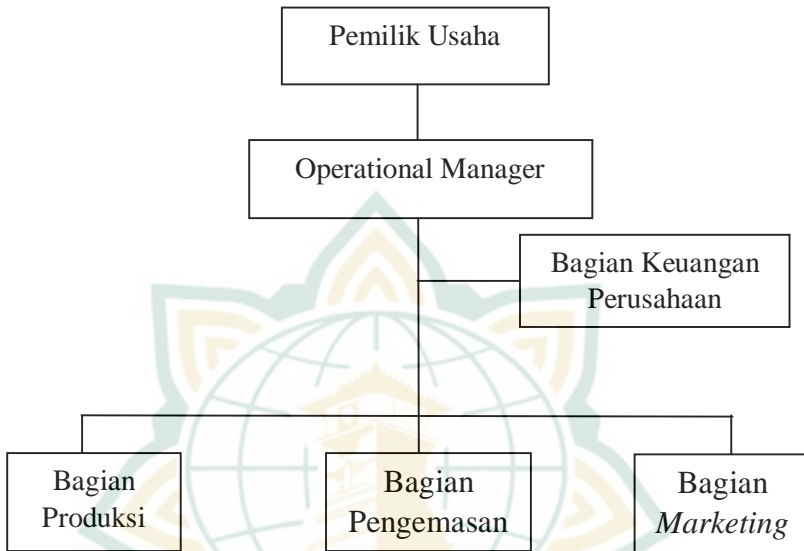 Pemilik Usaha
Operational Manager
Bagian Keuangan
Perusahaan
Bagian
Produksi
Bagian
Pengemasan
Bagian
Marketing